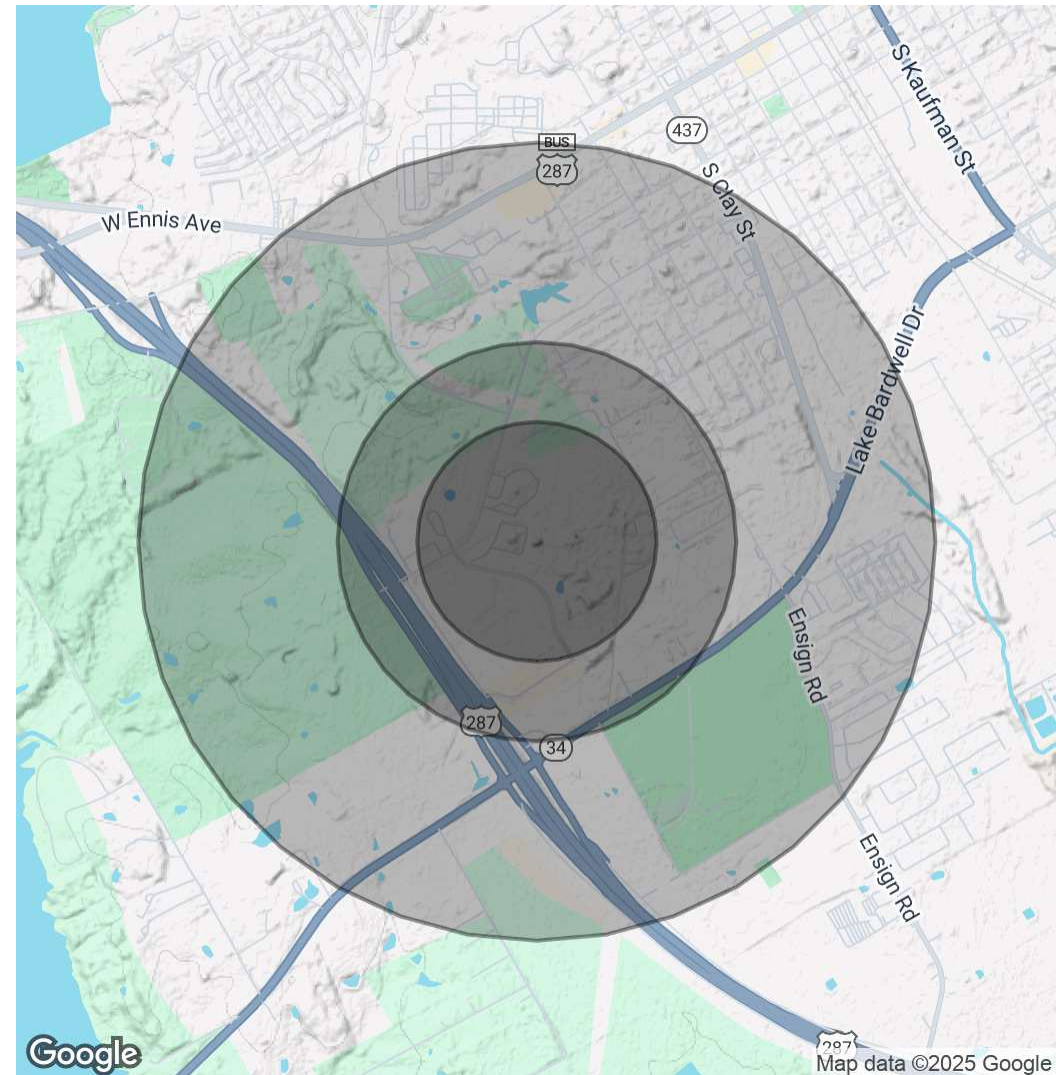 S Kaufman St
437
BUS
287
S Clay St
W Ennis Ave
Lake Bardwell Dr
Ensign Rd
287
34
Ensign Rd
287
Google
Map data ©2025 Google